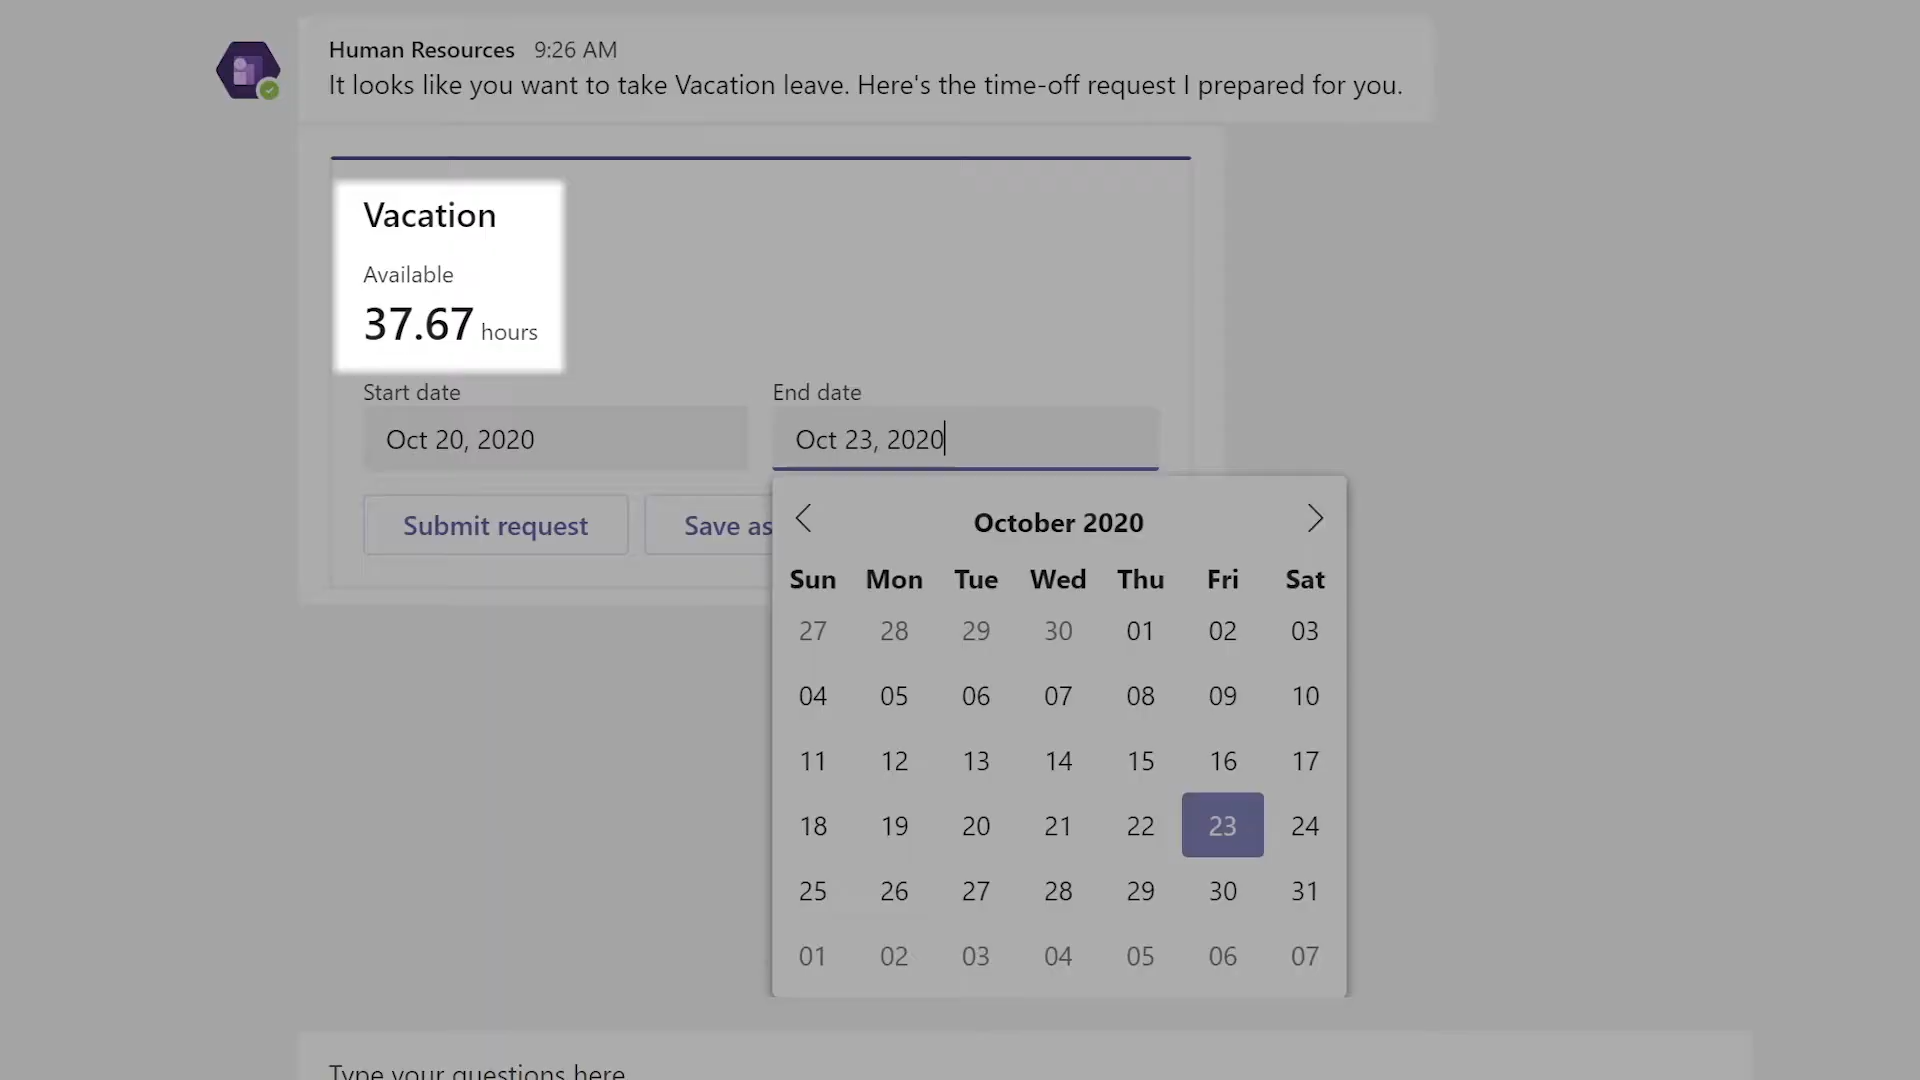 Human Resources 9:26 AM
It looks like you want to take Vacation leave. Here's the time-off request I prepared for you.
Vacation
Available
37.67 hours
Start date End date
Oct 20, 2020 Oct 23, 2020
Submit request Save as
October 2020
Sun Mon Tue Wed Thu Fri Sat
27 28 29 30 01 02 03
04 05 06 07 08 09 10
11 12 13 14 15 16 17
18 19 20 21 22 23 24
25 26 27 28 29 30 31
01 02 03 04 05 06 07
Type your questions here